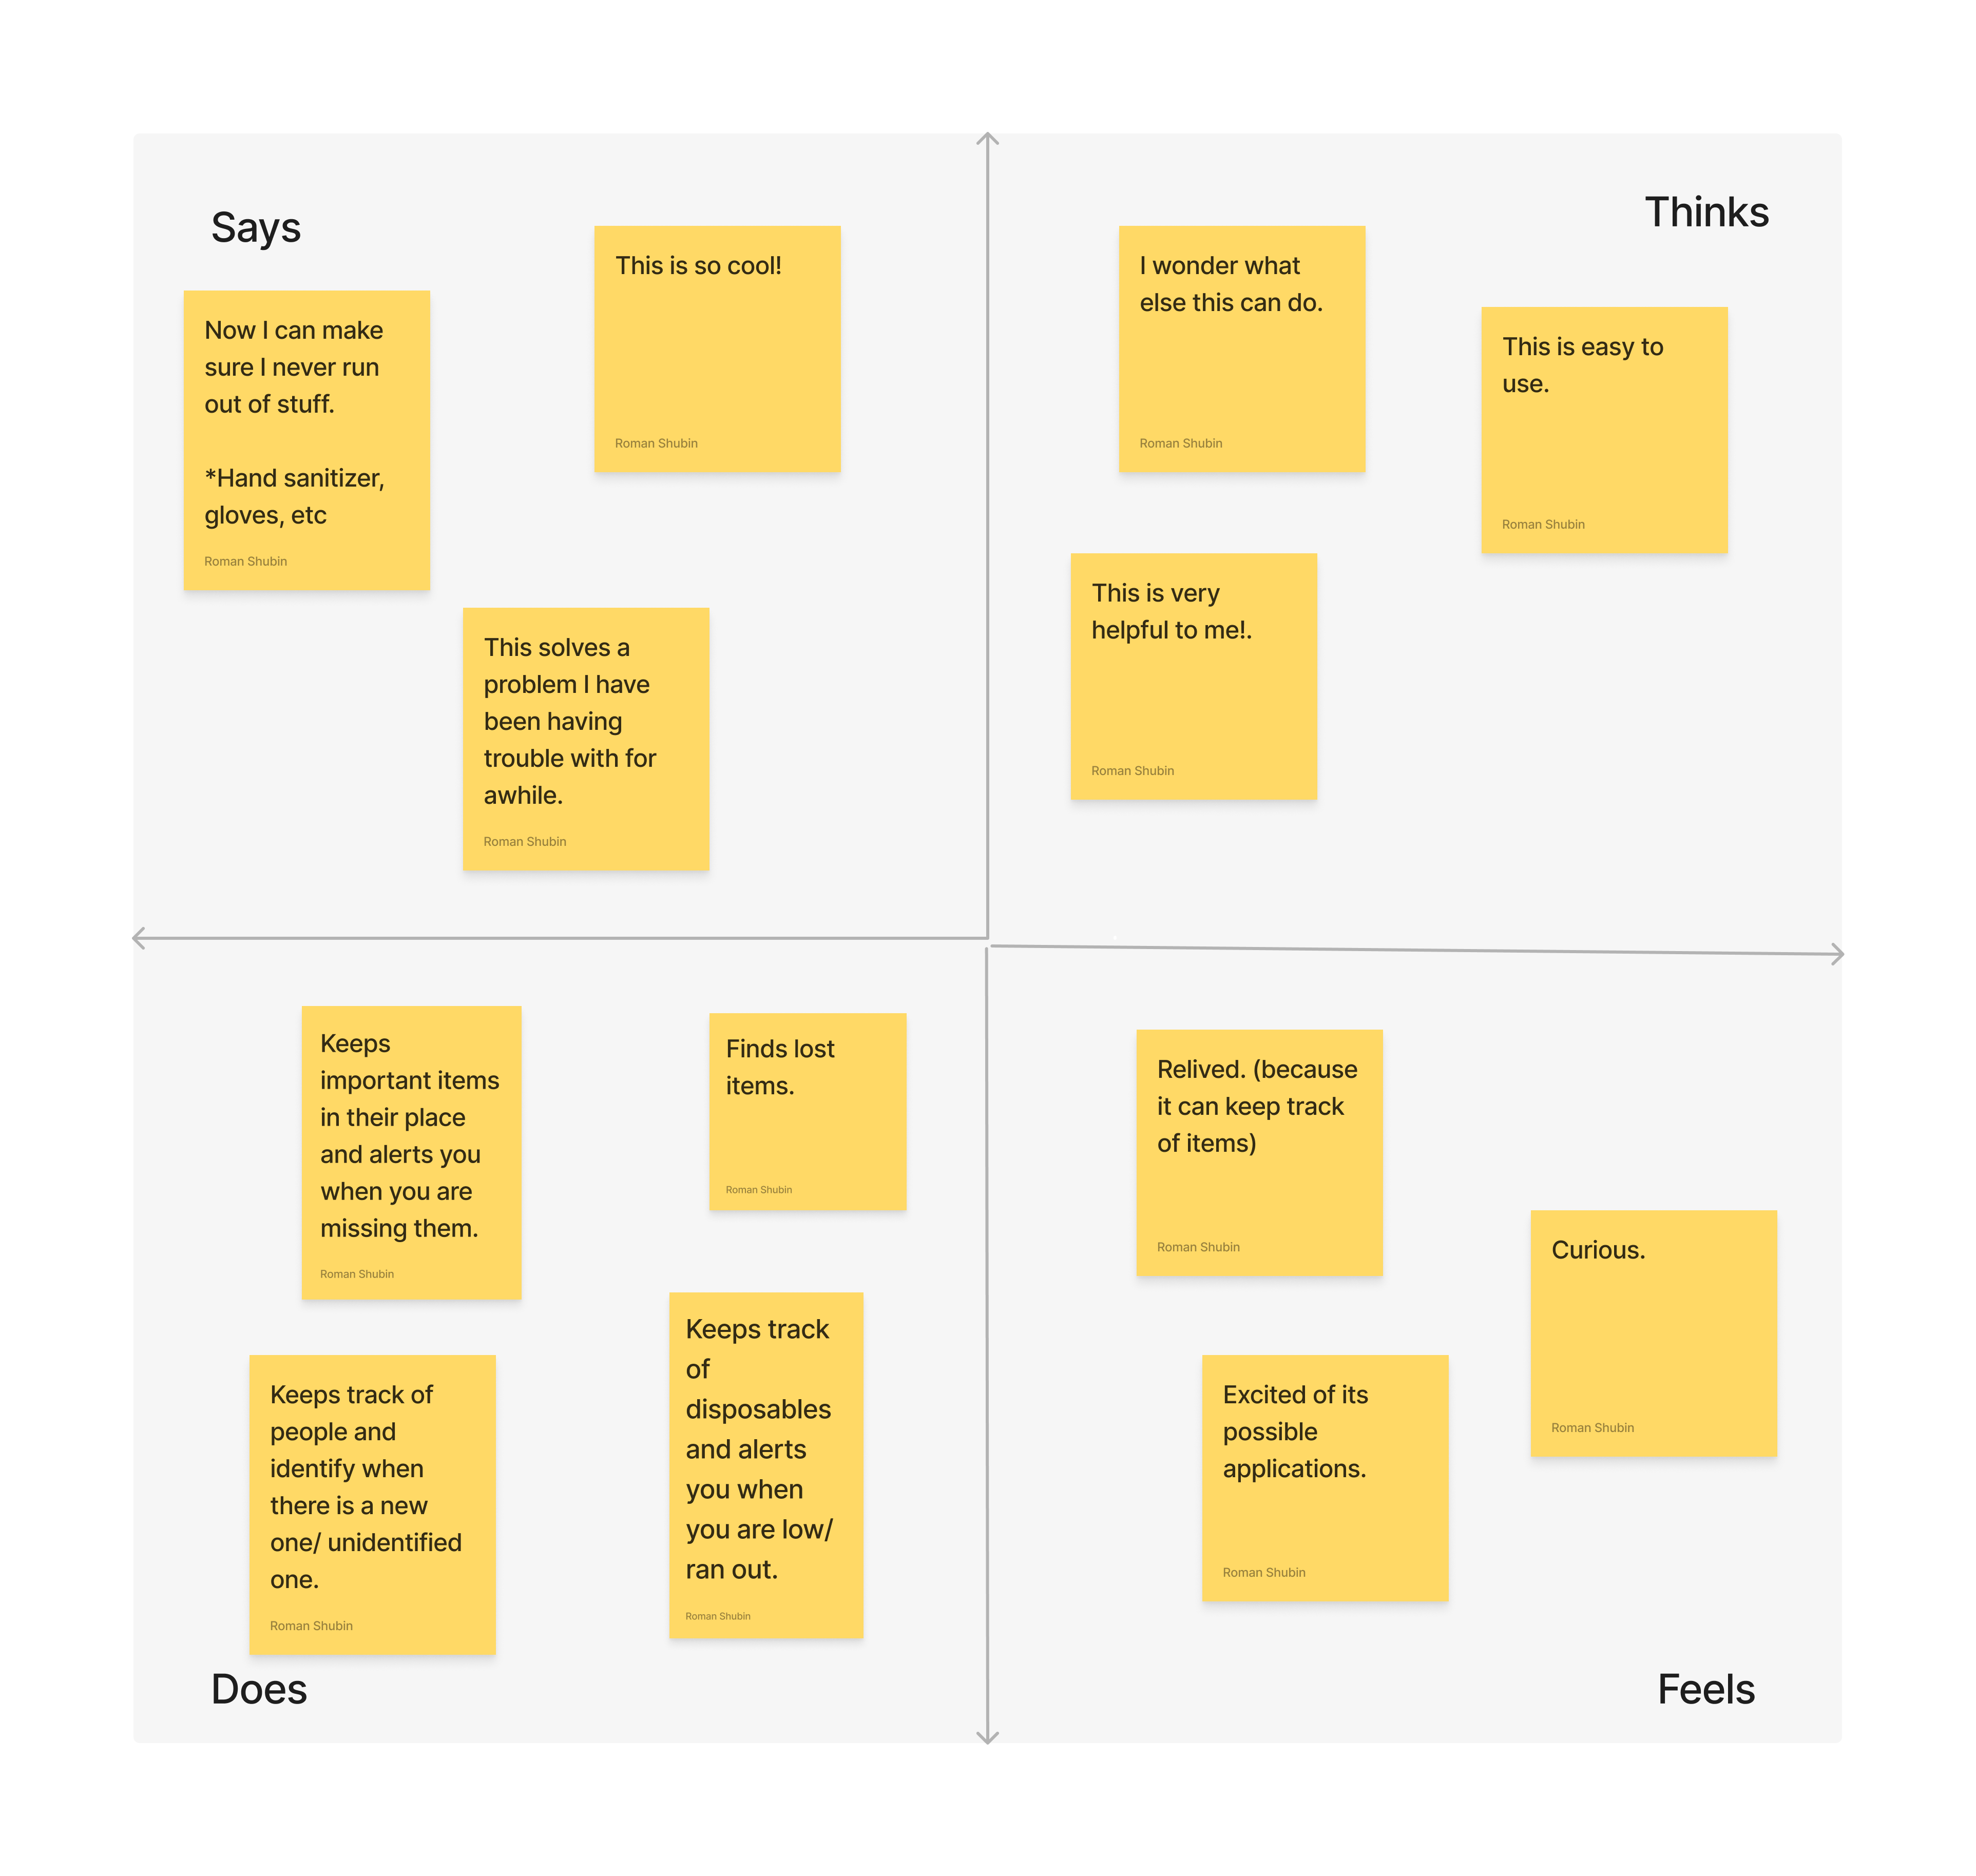 Says
Now I can make
sure I never run
out of stuff.
*Hand sanitizer,
gloves, etc
Roman Shubin
This is so cool!
Roman Shubin
This solves a
problem I have
been having
trouble with for
awhile.
Roman Shubin
Thinks
I wonder what
else this can do.
Roman Shubin
This is easy to
use.
Roman Shubin
This is very
helpful to me!.
Roman Shubin
Keeps
important items
in their place
and alerts you
when you are
missing them.
Roman Shubin
Finds lost
items.
Roman Shubin
Keeps track of
people and
identify when
there is a new
one/ unidentified
one.
Roman Shubin
Keeps track
of
disposables
and alerts
you when
you are low/
ran out.
Roman Shubin
Does
Relived. (because
it can keep track
of items)
Roman Shubin
Curious.
Roman Shubin
Excited of its
possible
applications.
Roman Shubin
Feels